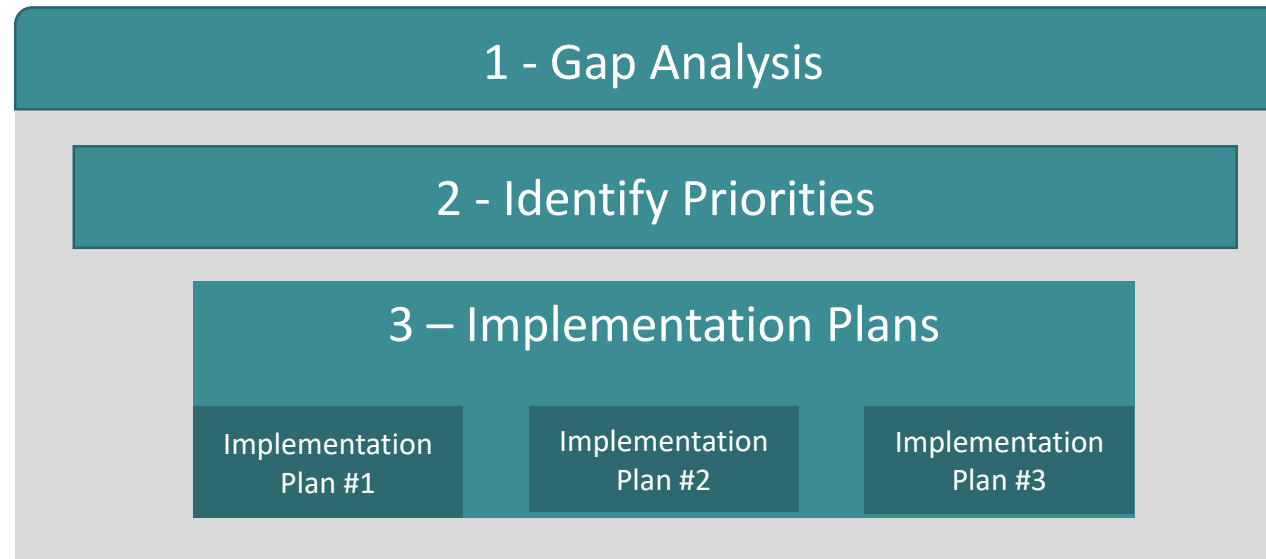 1 - Gap Analysis
2 - Identify Priorities
3 – Implementation Plans
Implementation
Plan #1
Implementation
Plan #2
Implementation
Plan #3